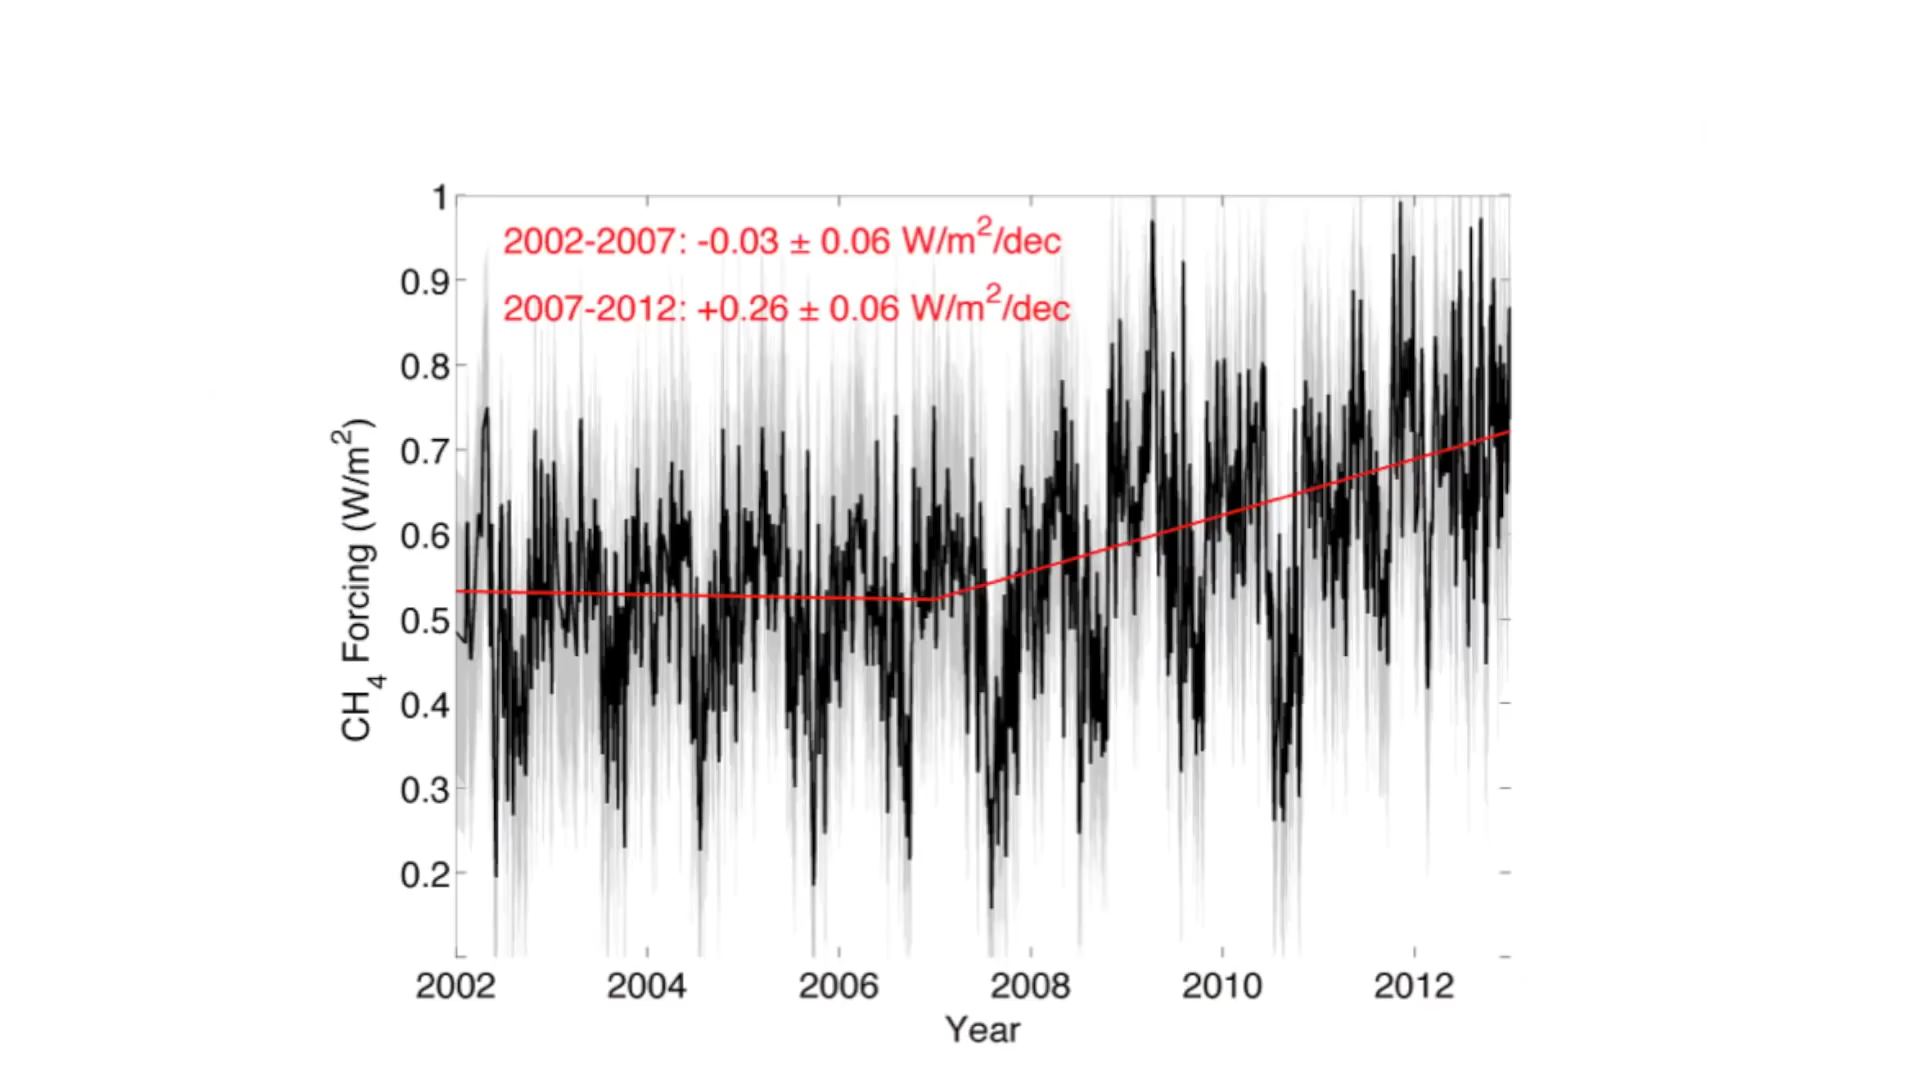 2002-2007: -0.03 ± 0.06 W/m²/dec
2007-2012: +0.26 ± 0.06 W/m²/dec
CH₄ Forcing (W/m²)
1
0.9
0.8
0.7
0.6
0.5
0.4
0.3
0.2
2002 2004 2006 2008 2010 2012
Year